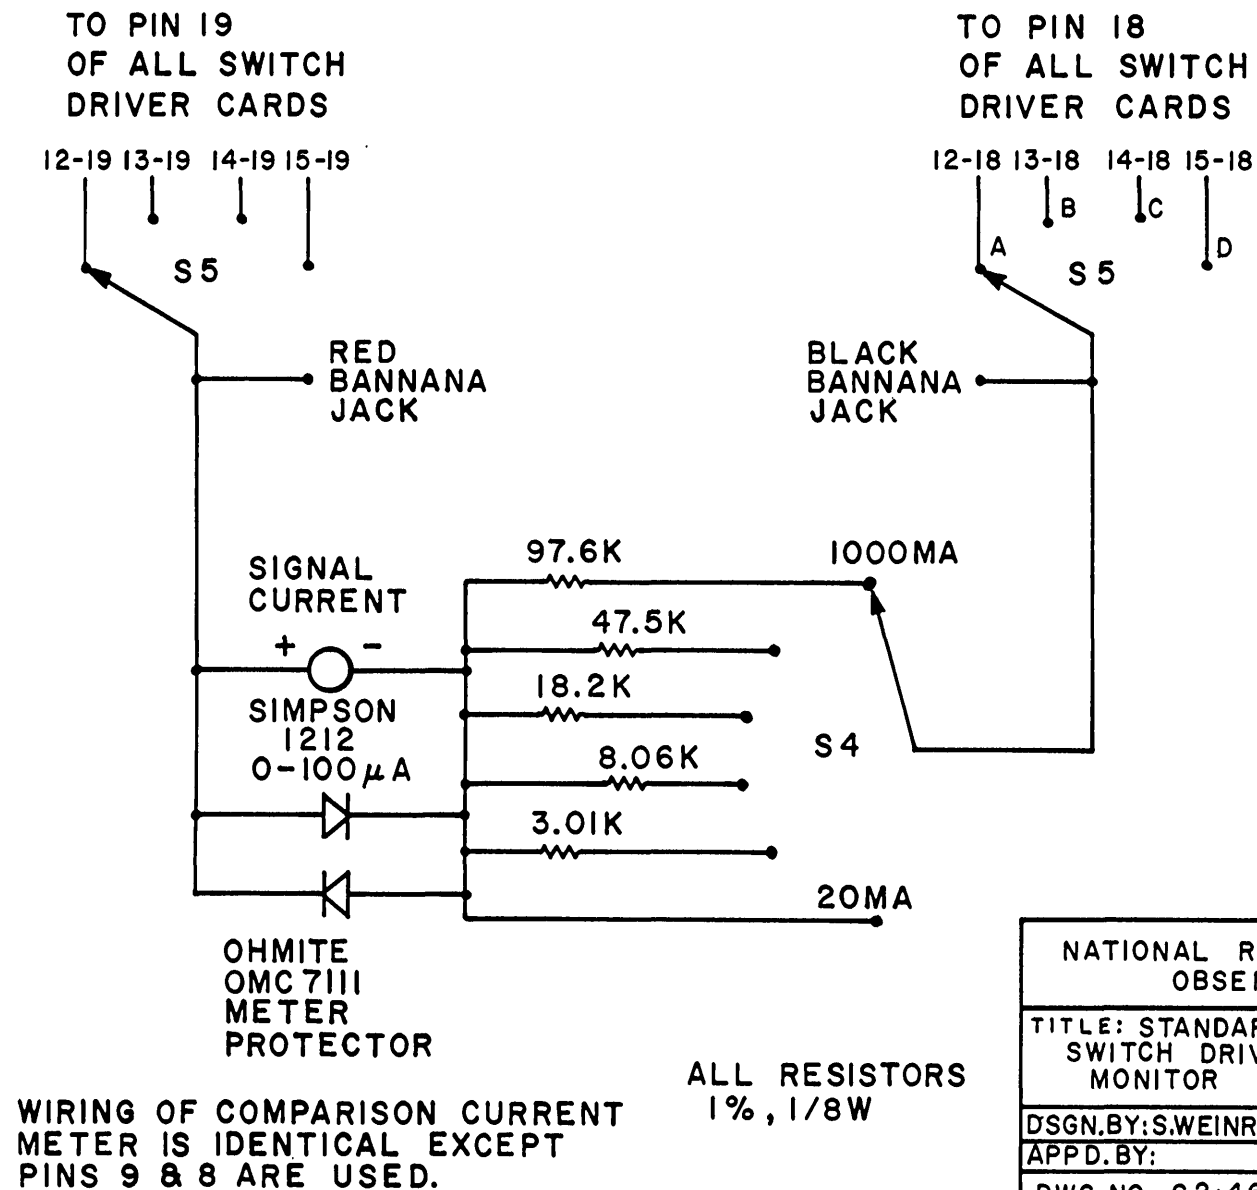 TO PIN 19
OF ALL SWITCH
DRIVER CARDS
12-19 13-19 14-19 15-19
S5
RED
BANNANA
JACK
TO PIN 18
OF ALL SWITCH
DRIVER CARDS
12-18 13-18 14-18 15-18
A
B
C
D
S5
BLACK
BANNANA
JACK
SIGNAL
CURRENT
+ -
SIMPSON
1212
0-100μA
97.6K
47.5K
18.2K
8.06K
3.01K
1000MA
S4
20MA
OHMITE
OMC7111
METER
PROTECTOR
ALL RESISTORS
1%, 1/8W
WIRING OF COMPARISON CURRENT
METER IS IDENTICAL EXCEPT
PINS 9 & 8 ARE USED.
NATIONAL R
OBSE
TITLE: STANDAR
SWITCH DRIV
MONITOR
DSGN.BY: S.WEINR
APPD.BY: